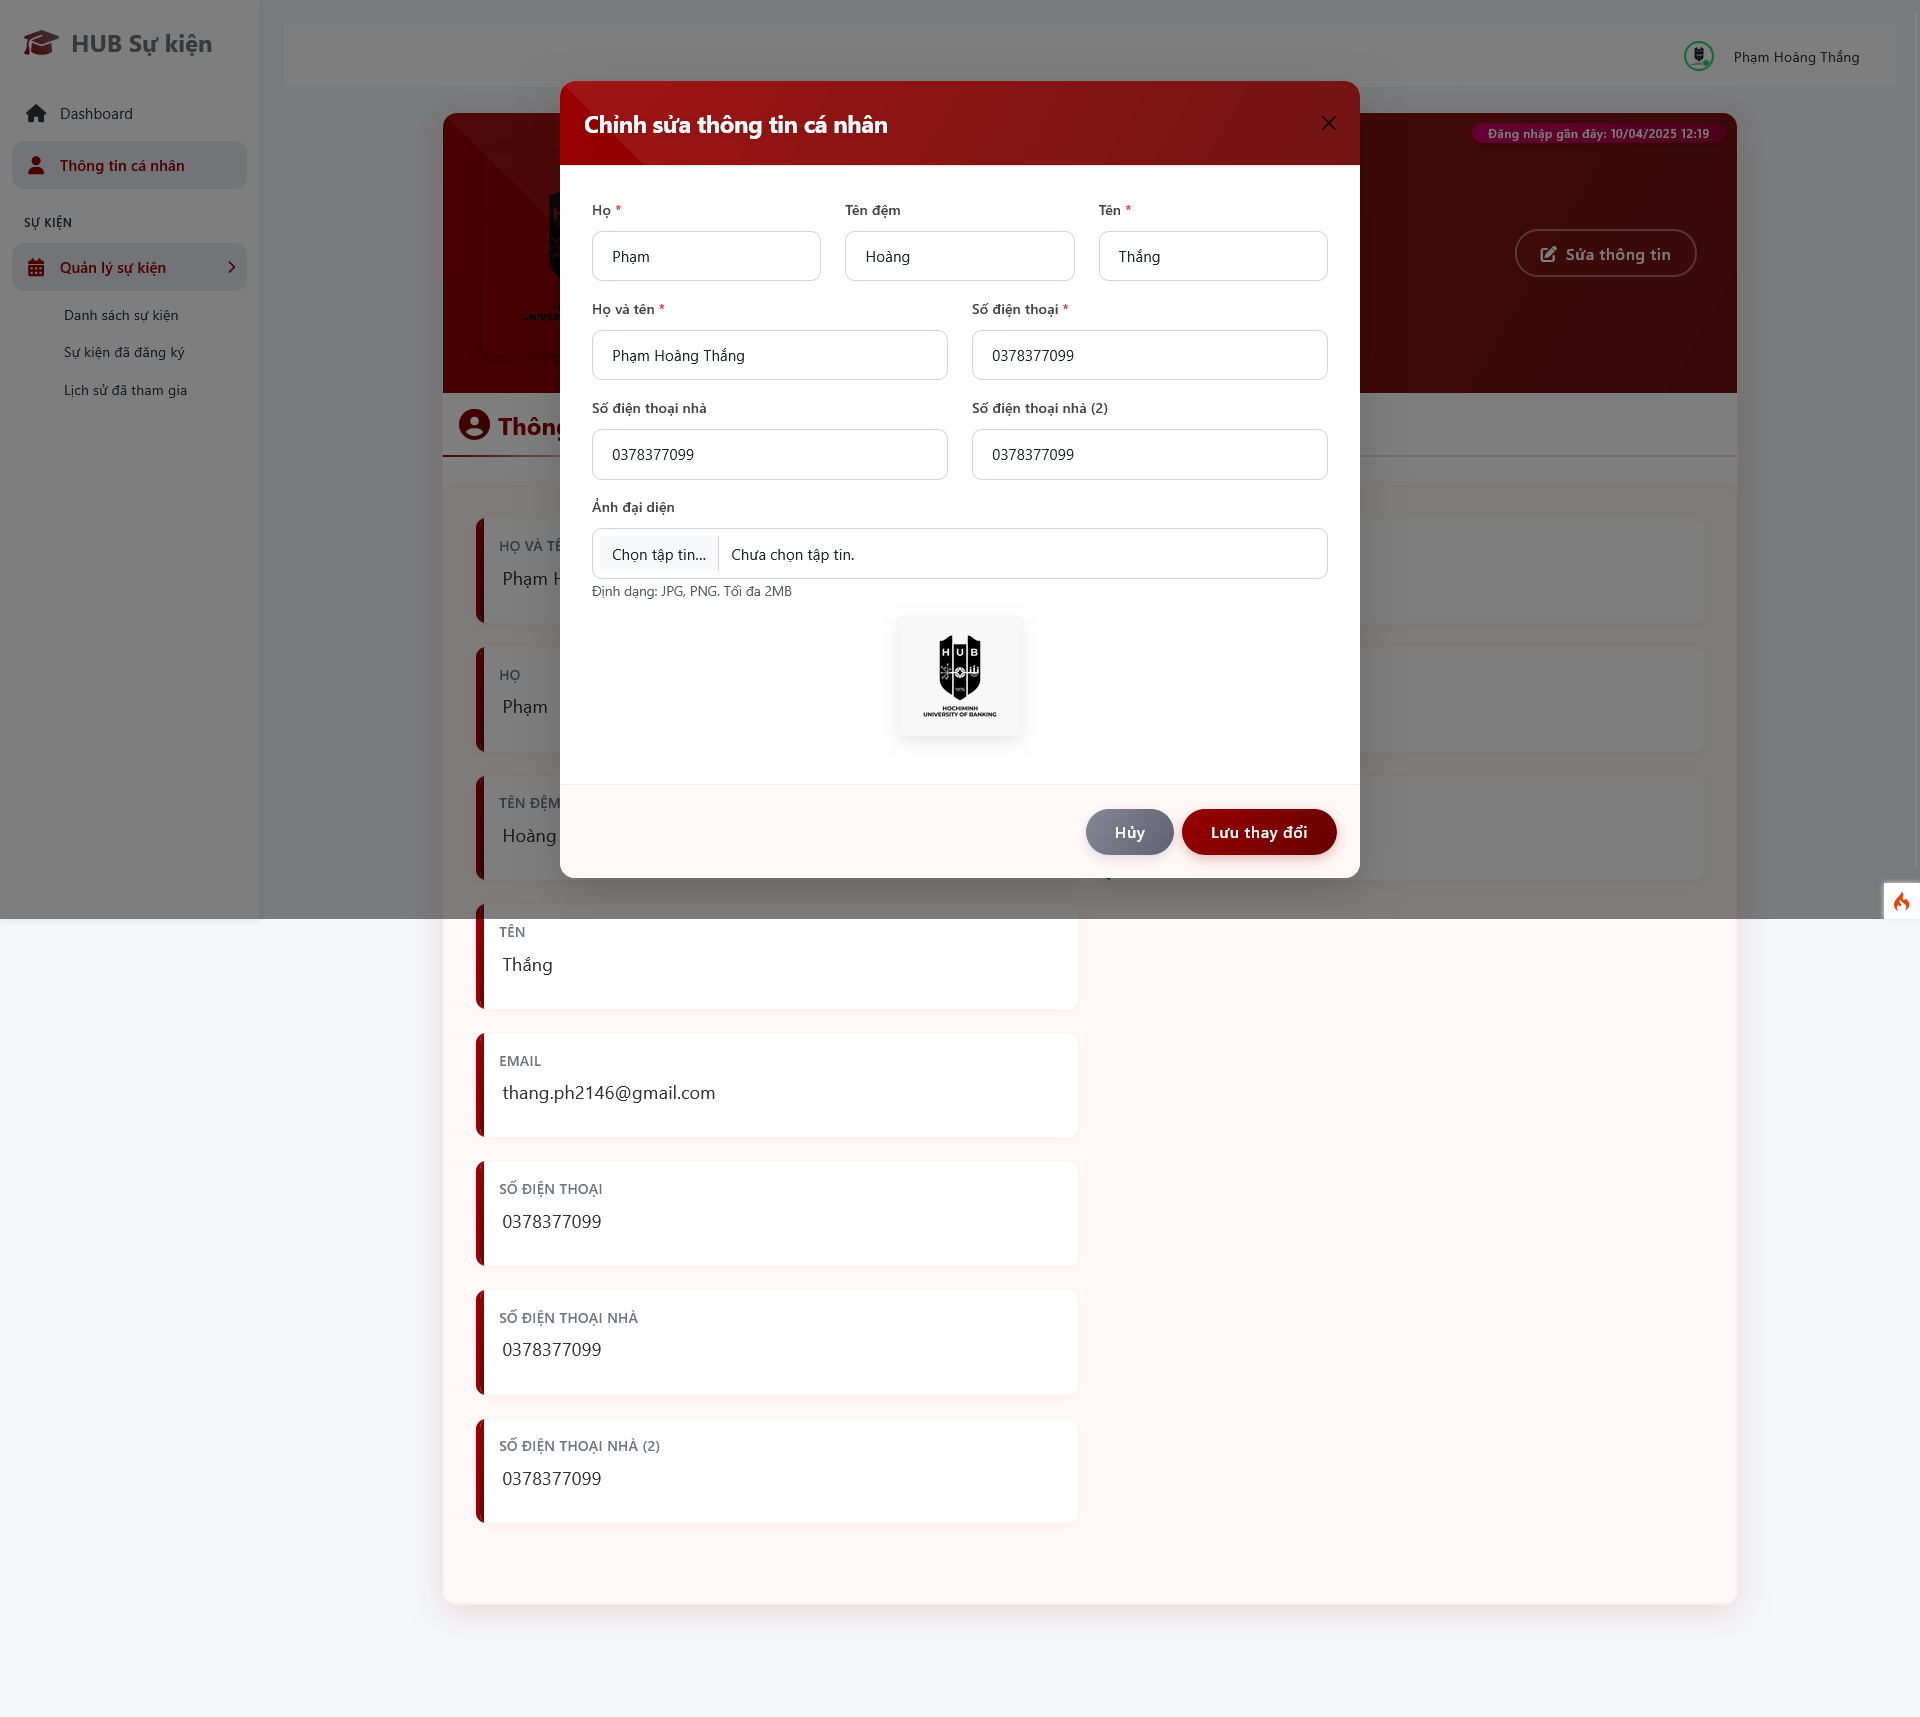 HUB Sự kiện
Phạm Hoàng Thắng
Dashboard
Thông tin cá nhân
SỰ KIỆN
Quản lý sự kiện
Danh sách sự kiện
Sự kiện đã đăng ký
Lịch sử đã tham gia
Đăng nhập gần đây: 10/04/2025 12:19
Sửa thông tin
Chỉnh sửa thông tin cá nhân
Họ *
Tên đệm
Tên *
Phạm
Hoàng
Thắng
Họ và tên *
Số điện thoại *
Phạm Hoàng Thắng
0378377099
Số điện thoại nhà
Số điện thoại nhà (2)
0378377099
0378377099
Ảnh đại diện
Chọn tập tin...
Chưa chọn tập tin.
Định dạng: JPG, PNG. Tối đa 2MB
HUB
1976
HOCHIMINH
UNIVERSITY OF BANKING
Hủy
Lưu thay đổi
Thông
HỌ VÀ TÊ
Phạm H
HỌ
Phạm
TÊN ĐỆM
Hoàng
TÊN
Thắng
EMAIL
thang.ph2146@gmail.com
SỐ ĐIỆN THOẠI
0378377099
SỐ ĐIỆN THOẠI NHÀ
0378377099
SỐ ĐIỆN THOẠI NHÀ (2)
0378377099